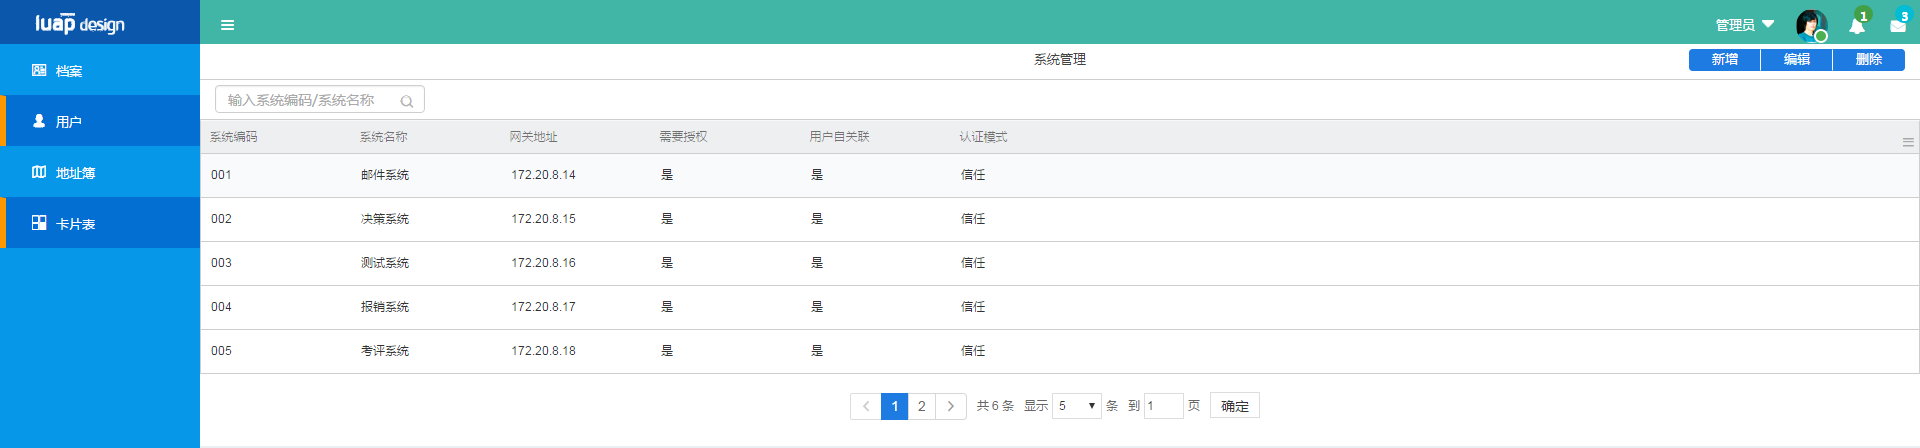 iuap design
管理员
1
3
档案
用户
地址簿
卡片表
系统管理
新增 编辑 删除
输入系统编码/系统名称
系统编码 系统名称 网关地址 需要授权 用户自关联 认证模式
001 邮件系统 172.20.8.14 是 是 信任
002 决策系统 172.20.8.15 是 是 信任
003 测试系统 172.20.8.16 是 是 信任
004 报销系统 172.20.8.17 是 是 信任
005 考评系统 172.20.8.18 是 是 信任
1 2 共 6 条 显示 5 条 到 1 页 确定